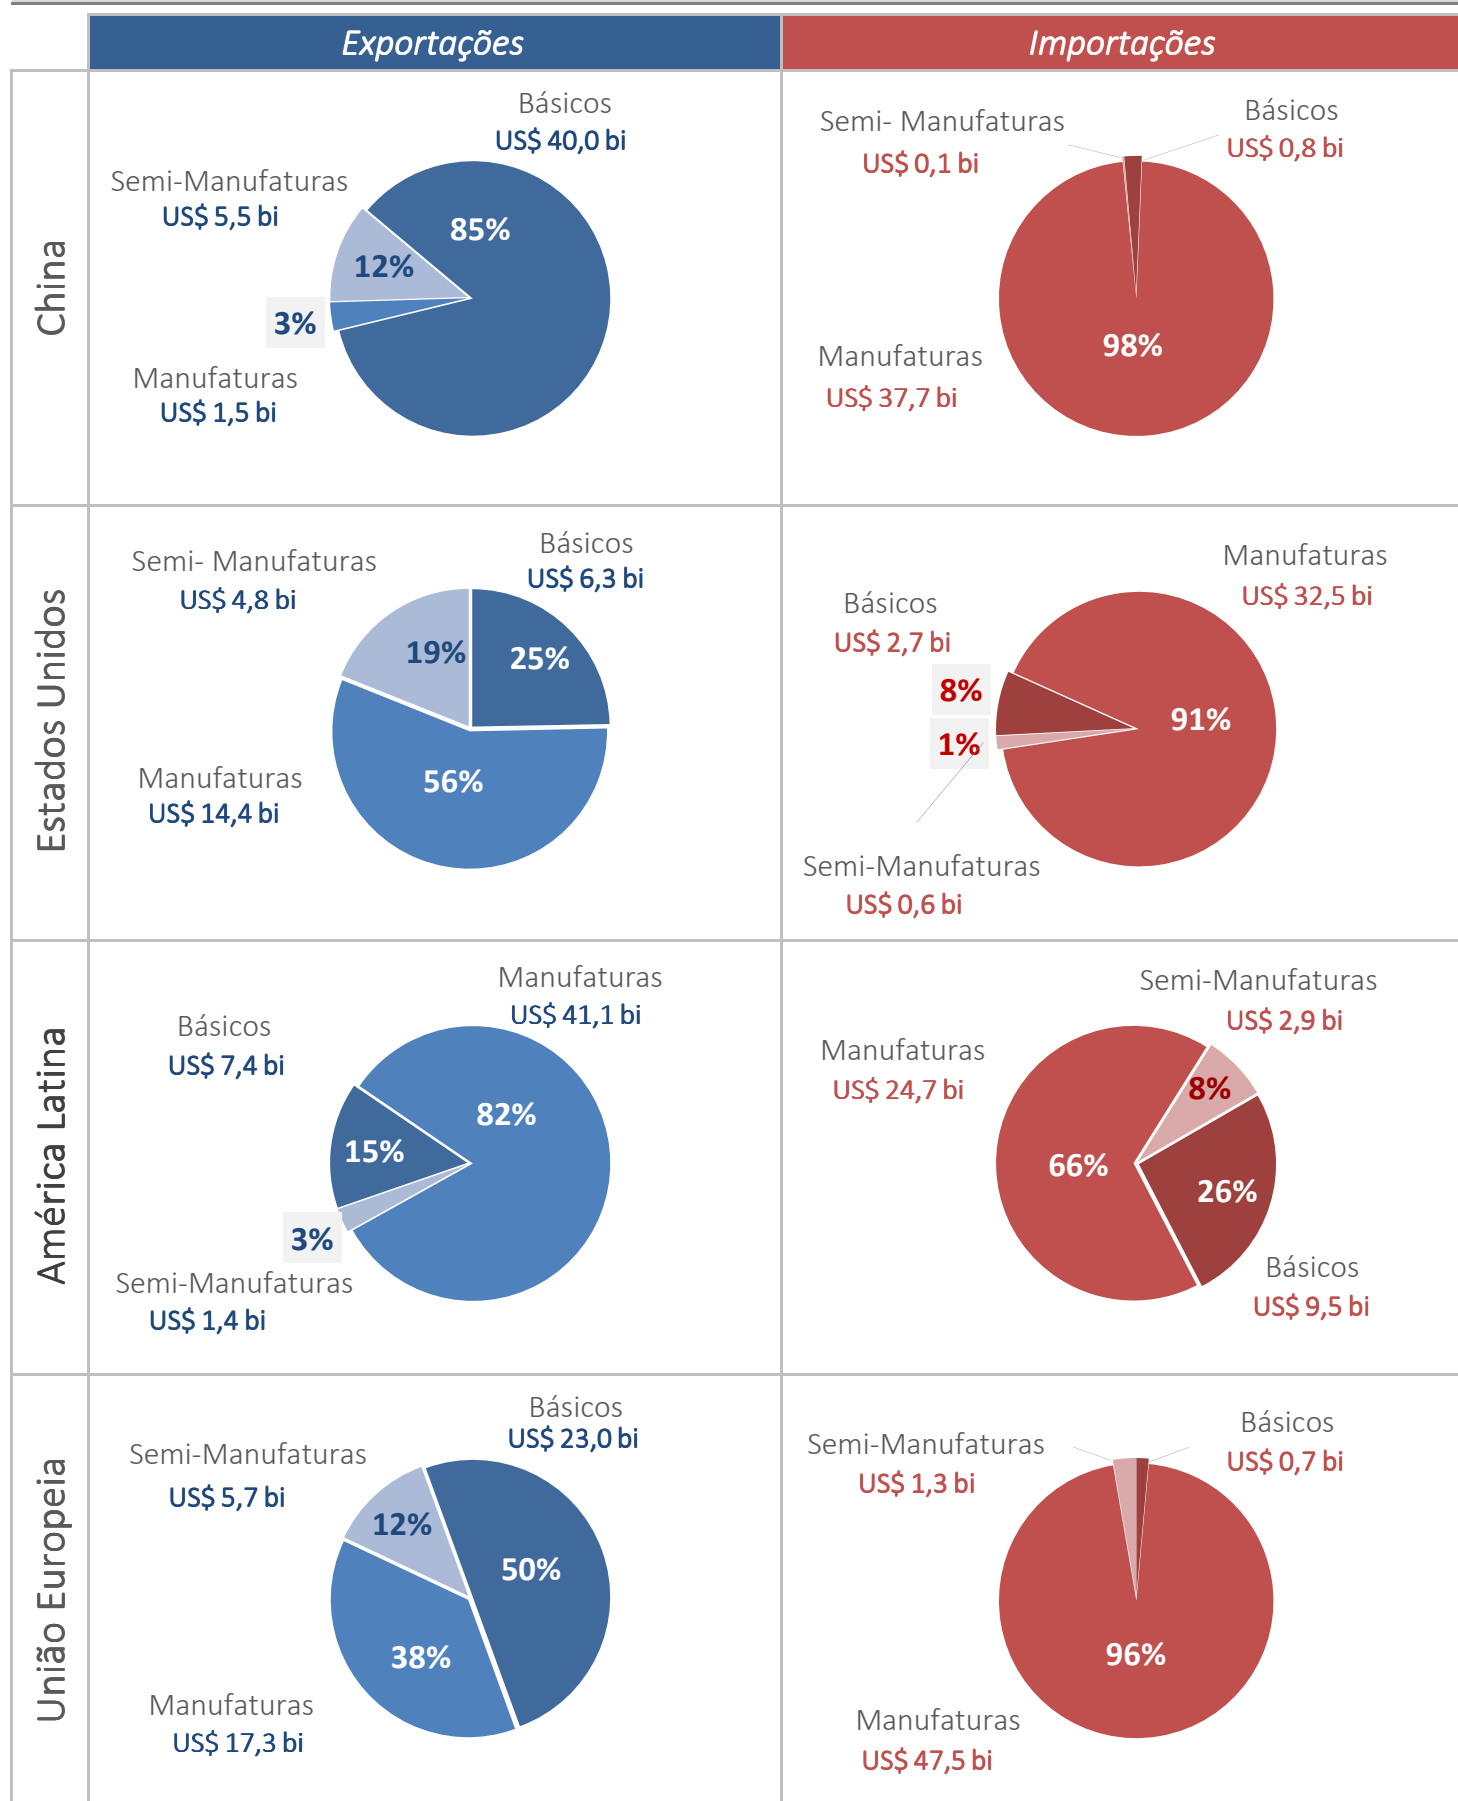 Exportações
Importações
China
Básicos
US$ 40,0 bi
Semi-Manufaturas
US$ 5,5 bi
85%
12%
3%
Manufaturas
US$ 1,5 bi
Semi- Manufaturas
US$ 0,1 bi
Básicos
US$ 0,8 bi
Manufaturas
US$ 37,7 bi
98%
Estados Unidos
Semi- Manufaturas
US$ 4,8 bi
Básicos
US$ 6,3 bi
19%
25%
Manufaturas
US$ 14,4 bi
56%
Manufaturas
US$ 32,5 bi
Básicos
US$ 2,7 bi
8%
1%
91%
Semi-Manufaturas
US$ 0,6 bi
América Latina
Manufaturas
US$ 41,1 bi
Básicos
US$ 7,4 bi
82%
15%
3%
Semi-Manufaturas
US$ 1,4 bi
Semi-Manufaturas
US$ 2,9 bi
Manufaturas
US$ 24,7 bi
8%
66%
26%
Básicos
US$ 9,5 bi
União Europeia
Básicos
US$ 23,0 bi
Semi-Manufaturas
US$ 5,7 bi
12%
50%
38%
Manufaturas
US$ 17,3 bi
Semi-Manufaturas
US$ 1,3 bi
Básicos
US$ 0,7 bi
96%
Manufaturas
US$ 47,5 bi